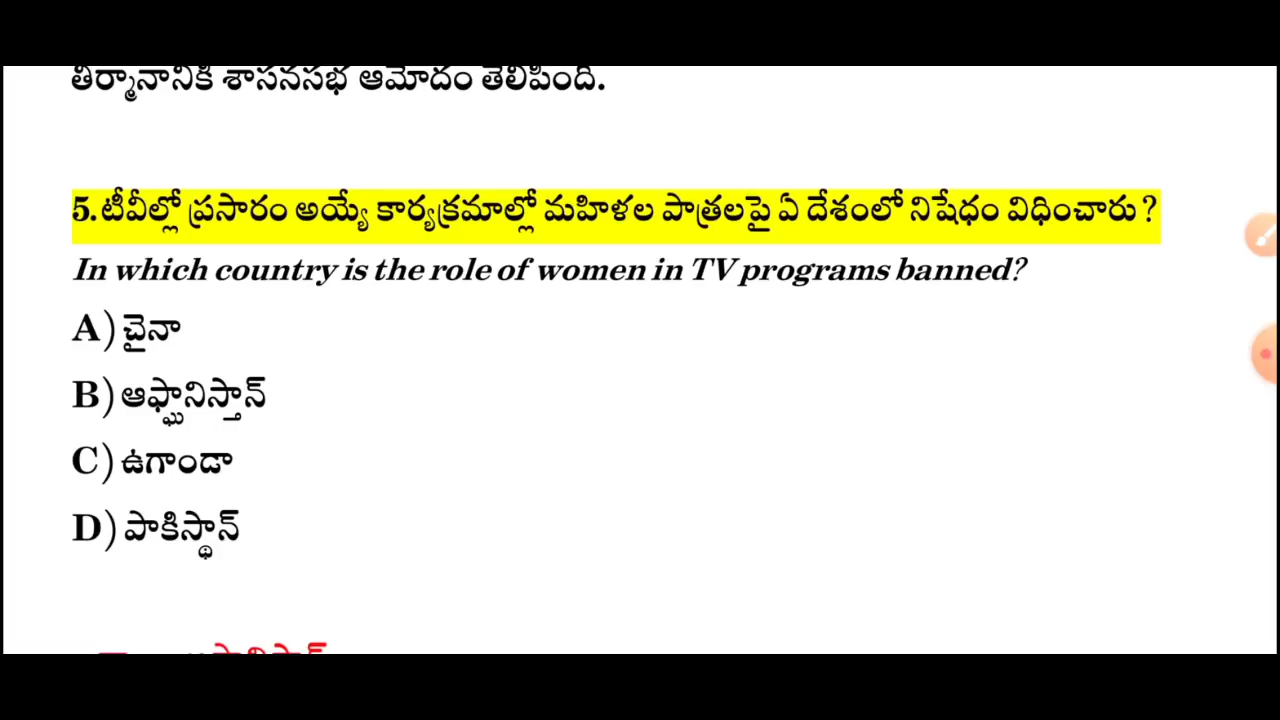 తీర్మానానికి శాసనసభ ఆమోదం తెలిపింది.
5. టీవీల్లో ప్రసారం అయ్యే కార్యక్రమాల్లో మహిళల పాత్రలపై ఏ దేశంలో నిషేధం విధించారు ?
In which country is the role of women in TV programs banned?
A) చైనా
B) ఆఫ్ఘానిస్తాన్
C) ఉగాండా
D) పాకిస్థాన్